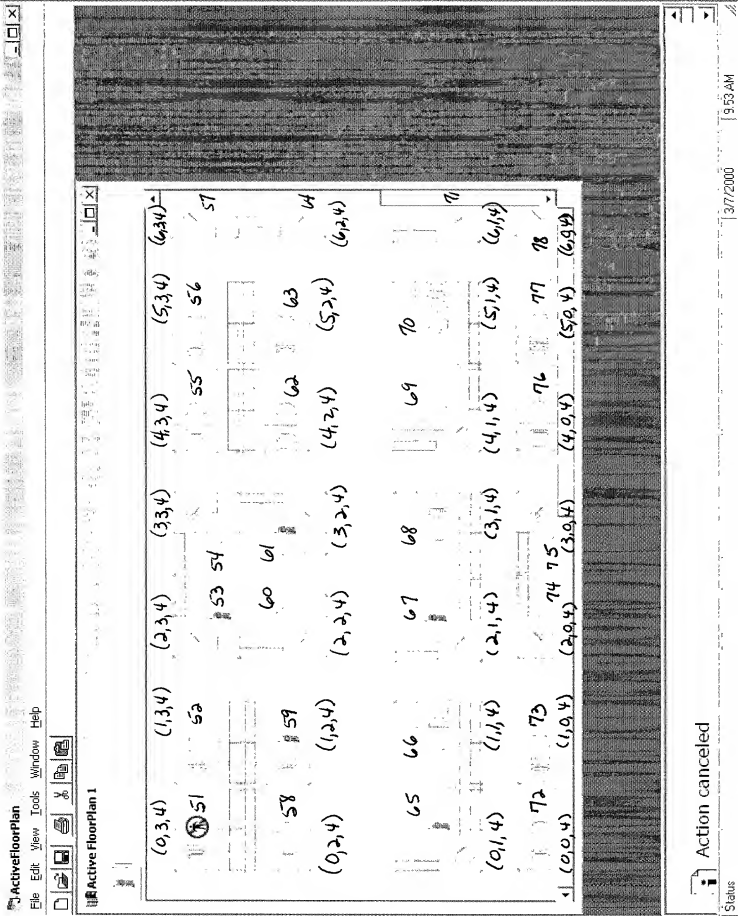 ActiveFloorPlan
File Edit View Tools Window Help
Active FloorPlan 1
(0,3,4) (1,3,4) (2,3,4) (3,3,4) (4,3,4) (5,3,4) (6,3,4)
51 52 53 54 55 56 57
58 59 60 61 62 63 64
(0,2,4) (1,2,4) (2,2,4) (3,2,4) (4,2,4) (5,2,4) (6,2,4)
65 66 67 68 69 70 71
(0,1,4) (1,1,4) (2,1,4) (3,1,4) (4,1,4) (5,1,4) (6,1,4)
72 73 74 75 76 77 78
(0,0,4) (1,0,4) (2,0,4) (3,0,4) (4,0,4) (5,0,4) (6,0,4)
Action canceled
Status 3/7/2000 9:53 AM